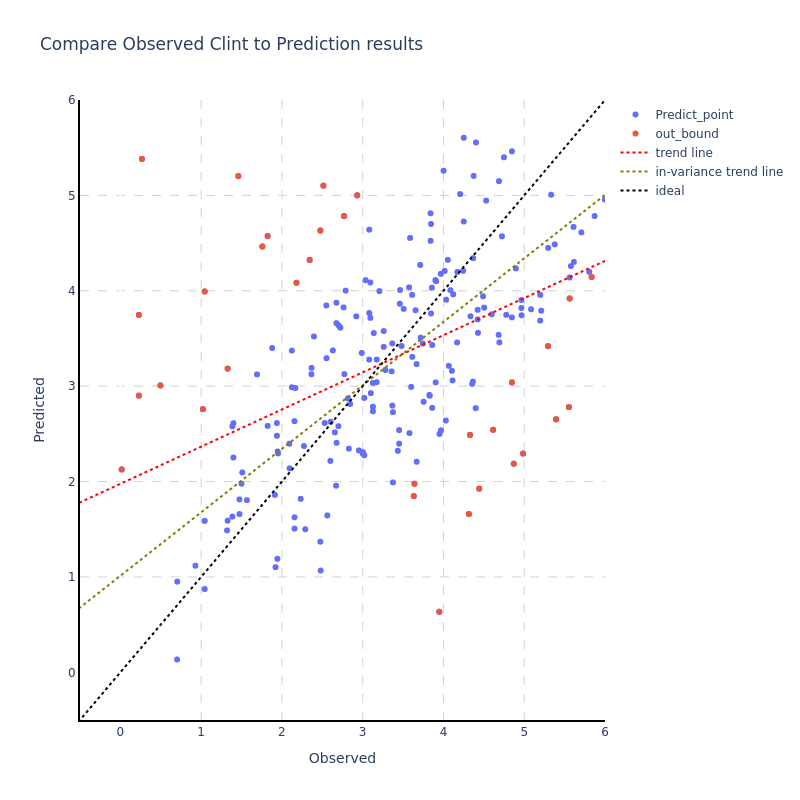 Compare Observed Clint to Prediction results
6
5
4
3
2
1
0
Predicted
0 1 2 3 4 5 6
Observed
Predict_point
out_bound
trend line
in-variance trend line
ideal